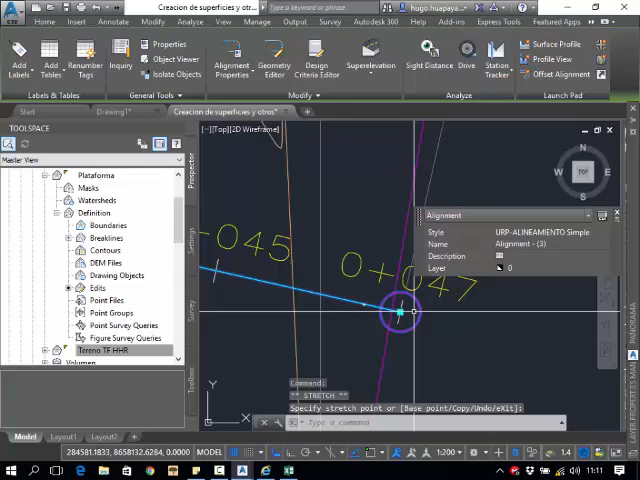 Creacion de superficies y otr...
Type a keyword or phrase
hugo.huapaya...
Home
Insert
Annotate
Modify
Analyze
View
Manage
Output
Autodesk 360
Help
Add-ins
Express Tools
Featured Apps
Add Labels
Add Tables
Renumber Tags
Inquiry
Properties
Object Viewer
Isolate Objects
Alignment Properties
Geometry Editor
Design Criteria Editor
Superelevation
Sight Distance
Drive
Station Tracker
Surface Profile
Profile View
Offset Alignment
Labels & Tables
General Tools
Modify
Analyze
Launch Pad
Start
Drawing1*
Creacion de superficies y otros*
TOOLSPACE
Master View
Plataforma
Masks
Watersheds
Definition
Boundaries
Breaklines
Contours
DEM Files
Drawing Objects
Edits
Point Files
Point Groups
Point Survey Queries
Figure Survey Queries
Tereno TF HHR
Volumen
Prospector
Settings
Survey
Toolbox
[−][Top][2D Wireframe]
N
W
TOP
E
S
-045
0+047
Alignment
Style URP-ALINEAMIENTO Simple
Name Alignment - (3)
Description
Layer 0
Y
X
Command:
** STRETCH **
Specify stretch point or [Base point/Copy/Undo/eXit]:
Type a command
PANORAMA
LAYER PROPERTIES MAN
Model
Layout1
Layout2
+
284581.1833, 8658132.6284, 0.0000
MODEL
1:200
1.4
11:11